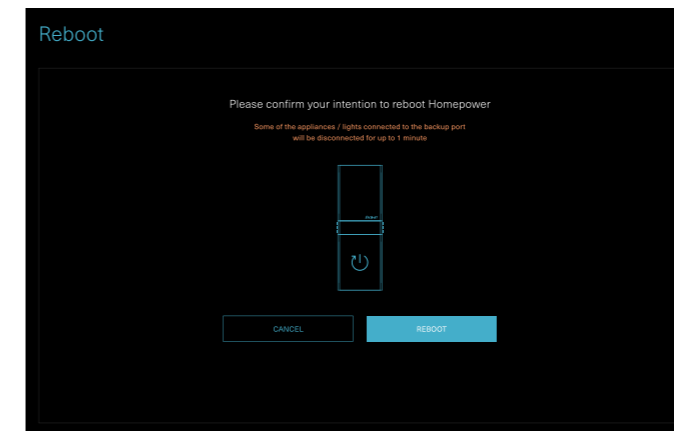 Reboot
Please confirm your intention to reboot Homepower
Some of the appliances / lights connected to the backup port
will be disconnected for up to 1 minute
CANCEL
REBOOT